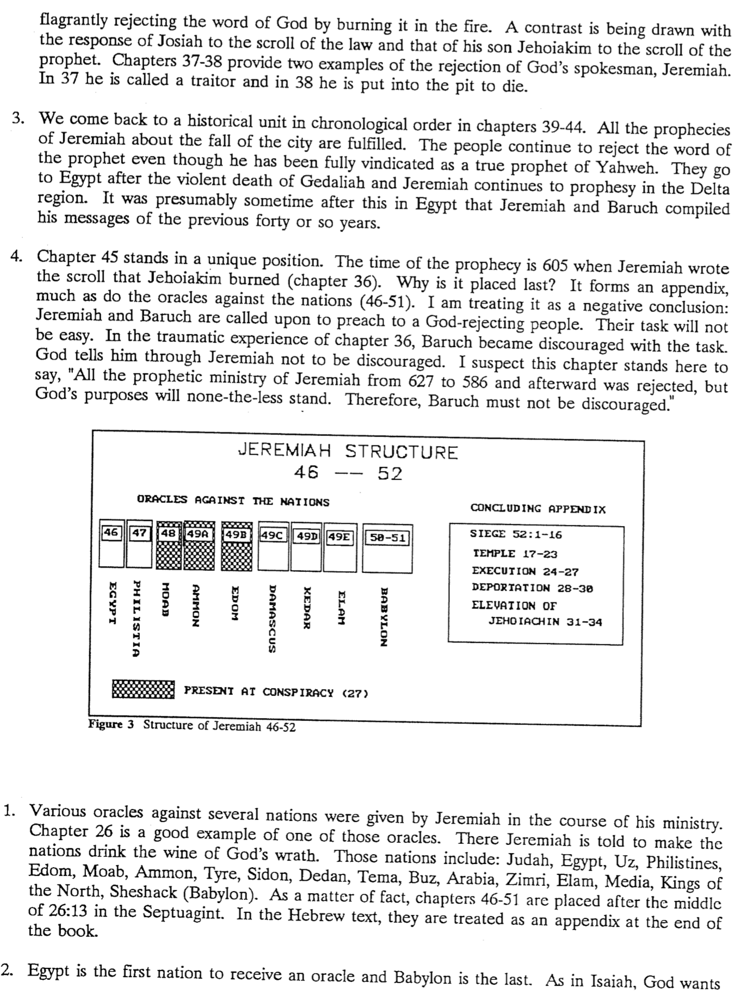 flagrantly rejecting the word of God by burning it in the fire. A contrast is being drawn with
the response of Josiah to the scroll of the law and that of his son Jehoiakim to the scroll of the
prophet. Chapters 37-38 provide two examples of the rejection of God's spokesman, Jeremiah.
In 37 he is called a traitor and in 38 he is put into the pit to die.
3. We come back to a historical unit in chronological order in chapters 39-44. All the prophecies
of Jeremiah about the fall of the city are fulfilled. The people continue to reject the word of
the prophet even though he has been fully vindicated as a true prophet of Yahweh. They go
to Egypt after the violent death of Gedaliah and Jeremiah continues to prophesy in the Delta
region. It was presumably sometime after this in Egypt that Jeremiah and Baruch compiled
his messages of the previous forty or so years.
4. Chapter 45 stands in a unique position. The time of the prophecy is 605 when Jeremiah wrote
the scroll that Jehoiakim burned (chapter 36). Why is it placed last? It forms an appendix,
much as do the oracles against the nations (46-51). I am treating it as a negative conclusion:
Jeremiah and Baruch are called upon to preach to a God-rejecting people. Their task will not
be easy. In the traumatic experience of chapter 36, Baruch became discouraged with the task.
God tells him through Jeremiah not to be discouraged. I suspect this chapter stands here to
say, "All the prophetic ministry of Jeremiah from 627 to 586 and afterward was rejected, but
God's purposes will none-the-less stand. Therefore, Baruch must not be discouraged."
JEREMIAH STRUCTURE
46 -- 52
ORACLES AGAINST THE NATIONS
46 47 48 49A 49B 49C 49D 49E 50-51
EGYPT
PHILISTIA
MOAB
AMMON
EDOM
DAMASCUS
KEDAR
ELAM
BABYLON
CONCLUDING APPENDIX
SIEGE 52:1-16
TEMPLE 17-23
EXECUTION 24-27
DEPORTATION 28-30
ELEVATION OF
JEHOIACHIN 31-34
PRESENT AT CONSPIRACY (27)
Figure 3 Structure of Jeremiah 46-52
1. Various oracles against several nations were given by Jeremiah in the course of his ministry.
Chapter 26 is a good example of one of those oracles. There Jeremiah is told to make the
nations drink the wine of God's wrath. Those nations include: Judah, Egypt, Uz, Philistines,
Edom, Moab, Ammon, Tyre, Sidon, Dedan, Tema, Buz, Arabia, Zimri, Elam, Media, Kings of
the North, Sheshack (Babylon). As a matter of fact, chapters 46-51 are placed after the middle
of 26:13 in the Septuagint. In the Hebrew text, they are treated as an appendix at the end of
the book.
2. Egypt is the first nation to receive an oracle and Babylon is the last. As in Isaiah, God wants